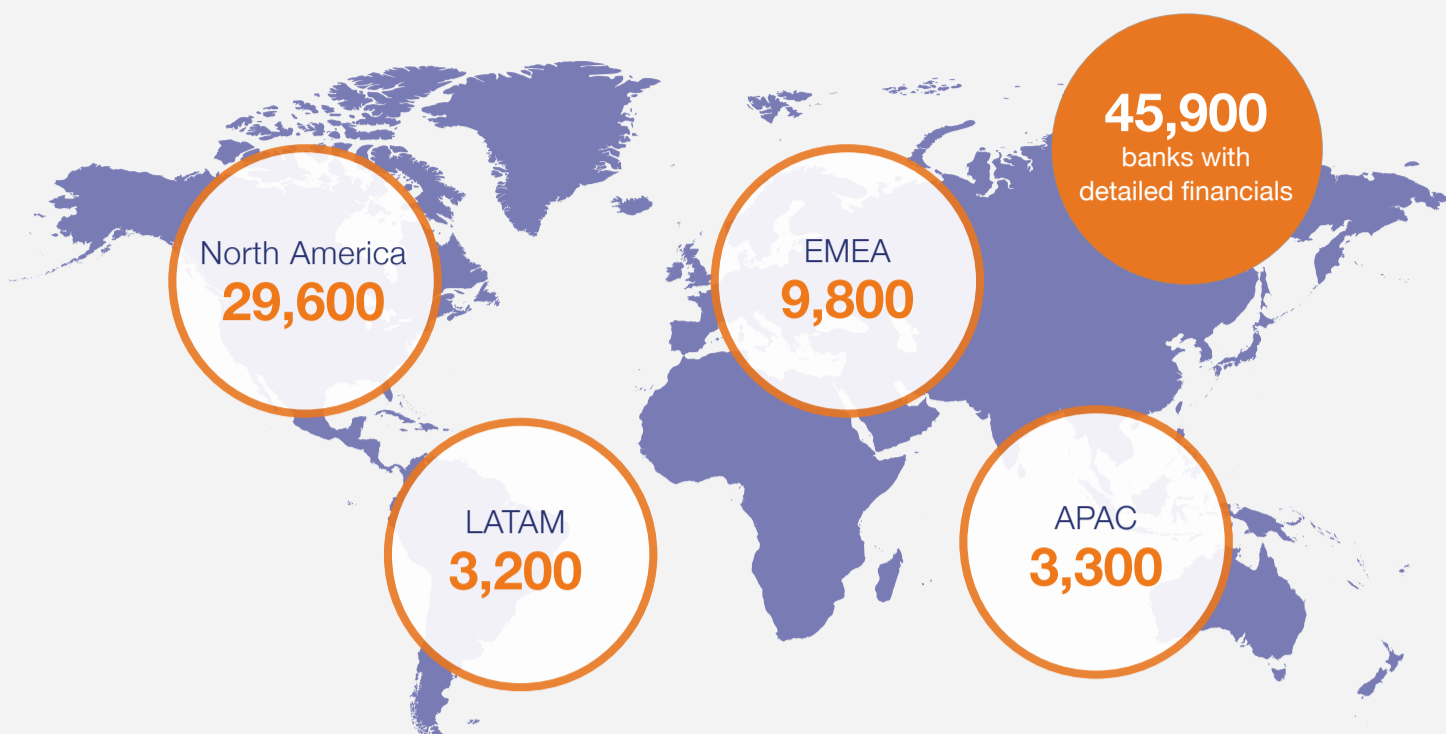 45,900
banks with
detailed financials
North America
29,600
EMEA
9,800
LATAM
3,200
APAC
3,300